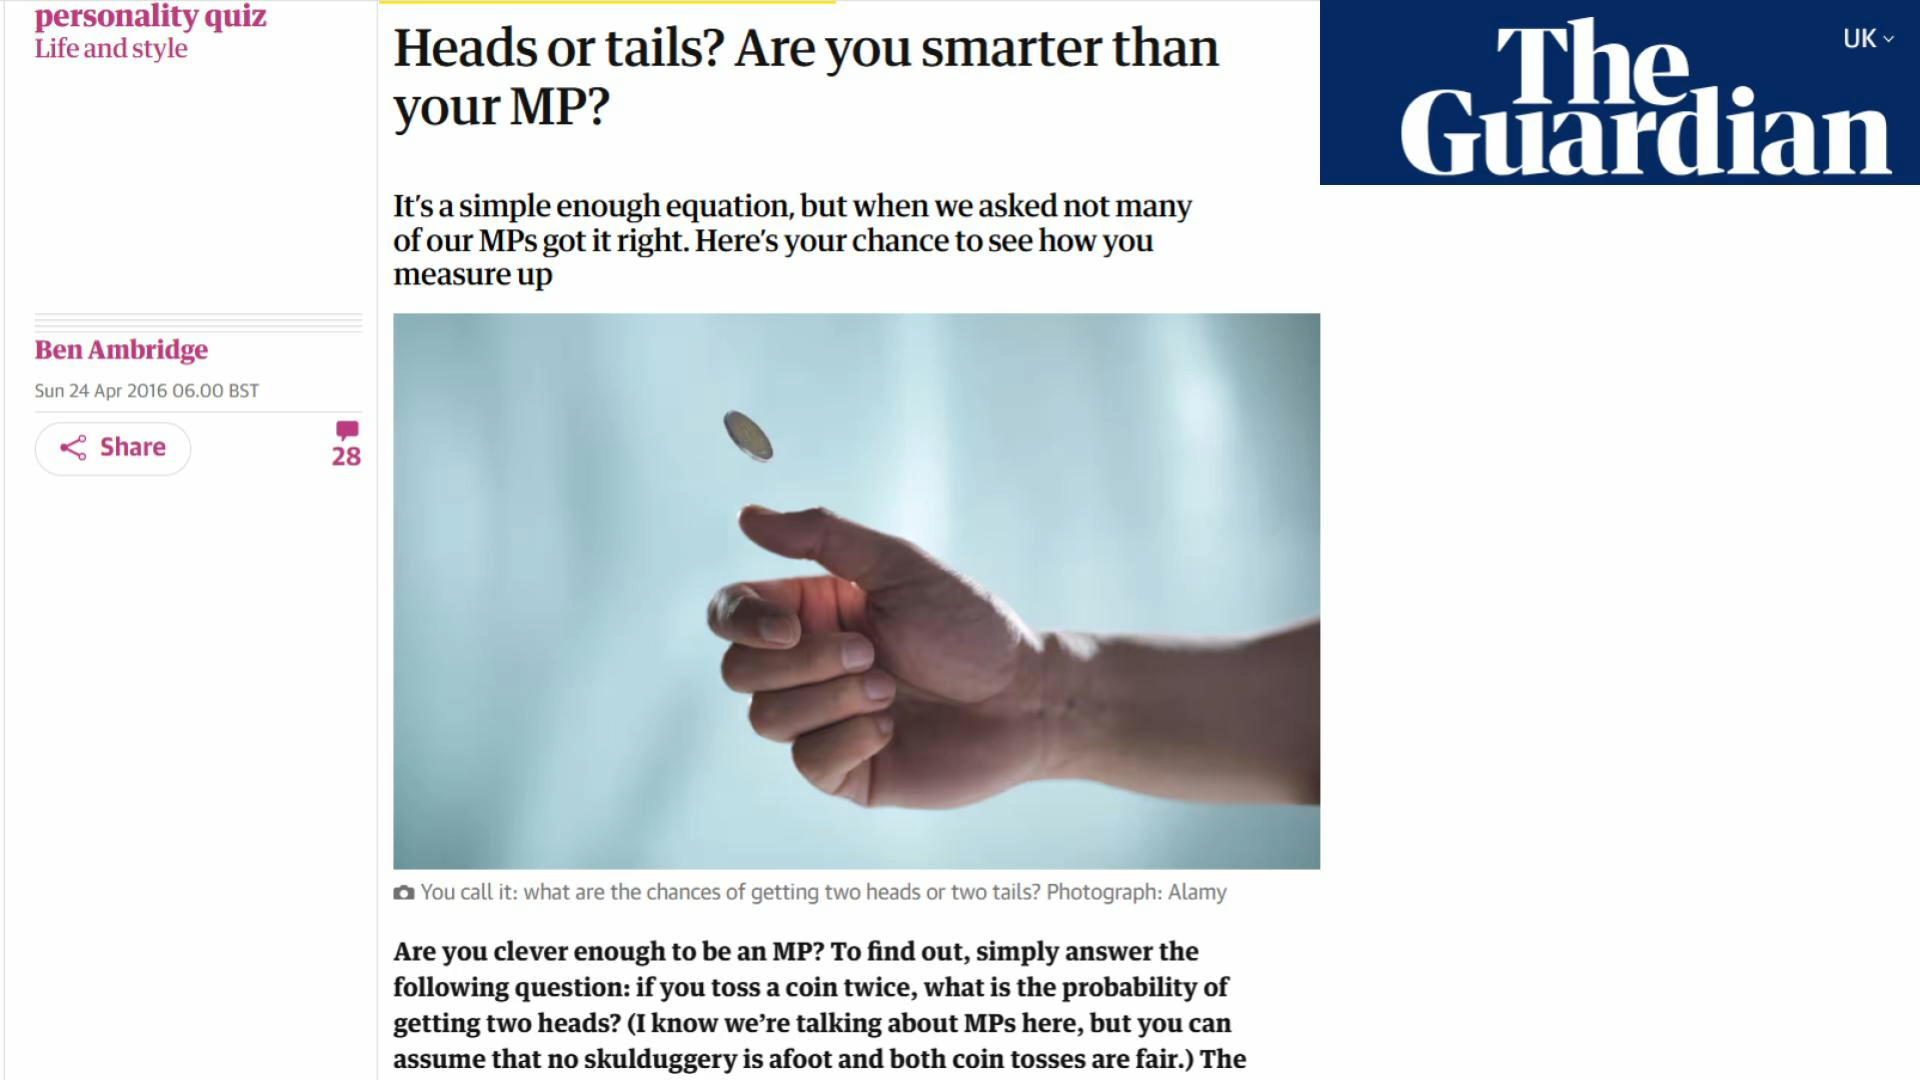 personality quiz
Life and style
Heads or tails? Are you smarter than
your MP?
The
Guardian
UK
It's a simple enough equation, but when we asked not many
of our MPs got it right. Here's your chance to see how you
measure up
Ben Ambridge
Sun 24 Apr 2016 06.00 BST
Share
28
You call it: what are the chances of getting two heads or two tails? Photograph: Alamy
Are you clever enough to be an MP? To find out, simply answer the
following question: if you toss a coin twice, what is the probability of
getting two heads? (I know we're talking about MPs here, but you can
assume that no skulduggery is afoot and both coin tosses are fair.) The